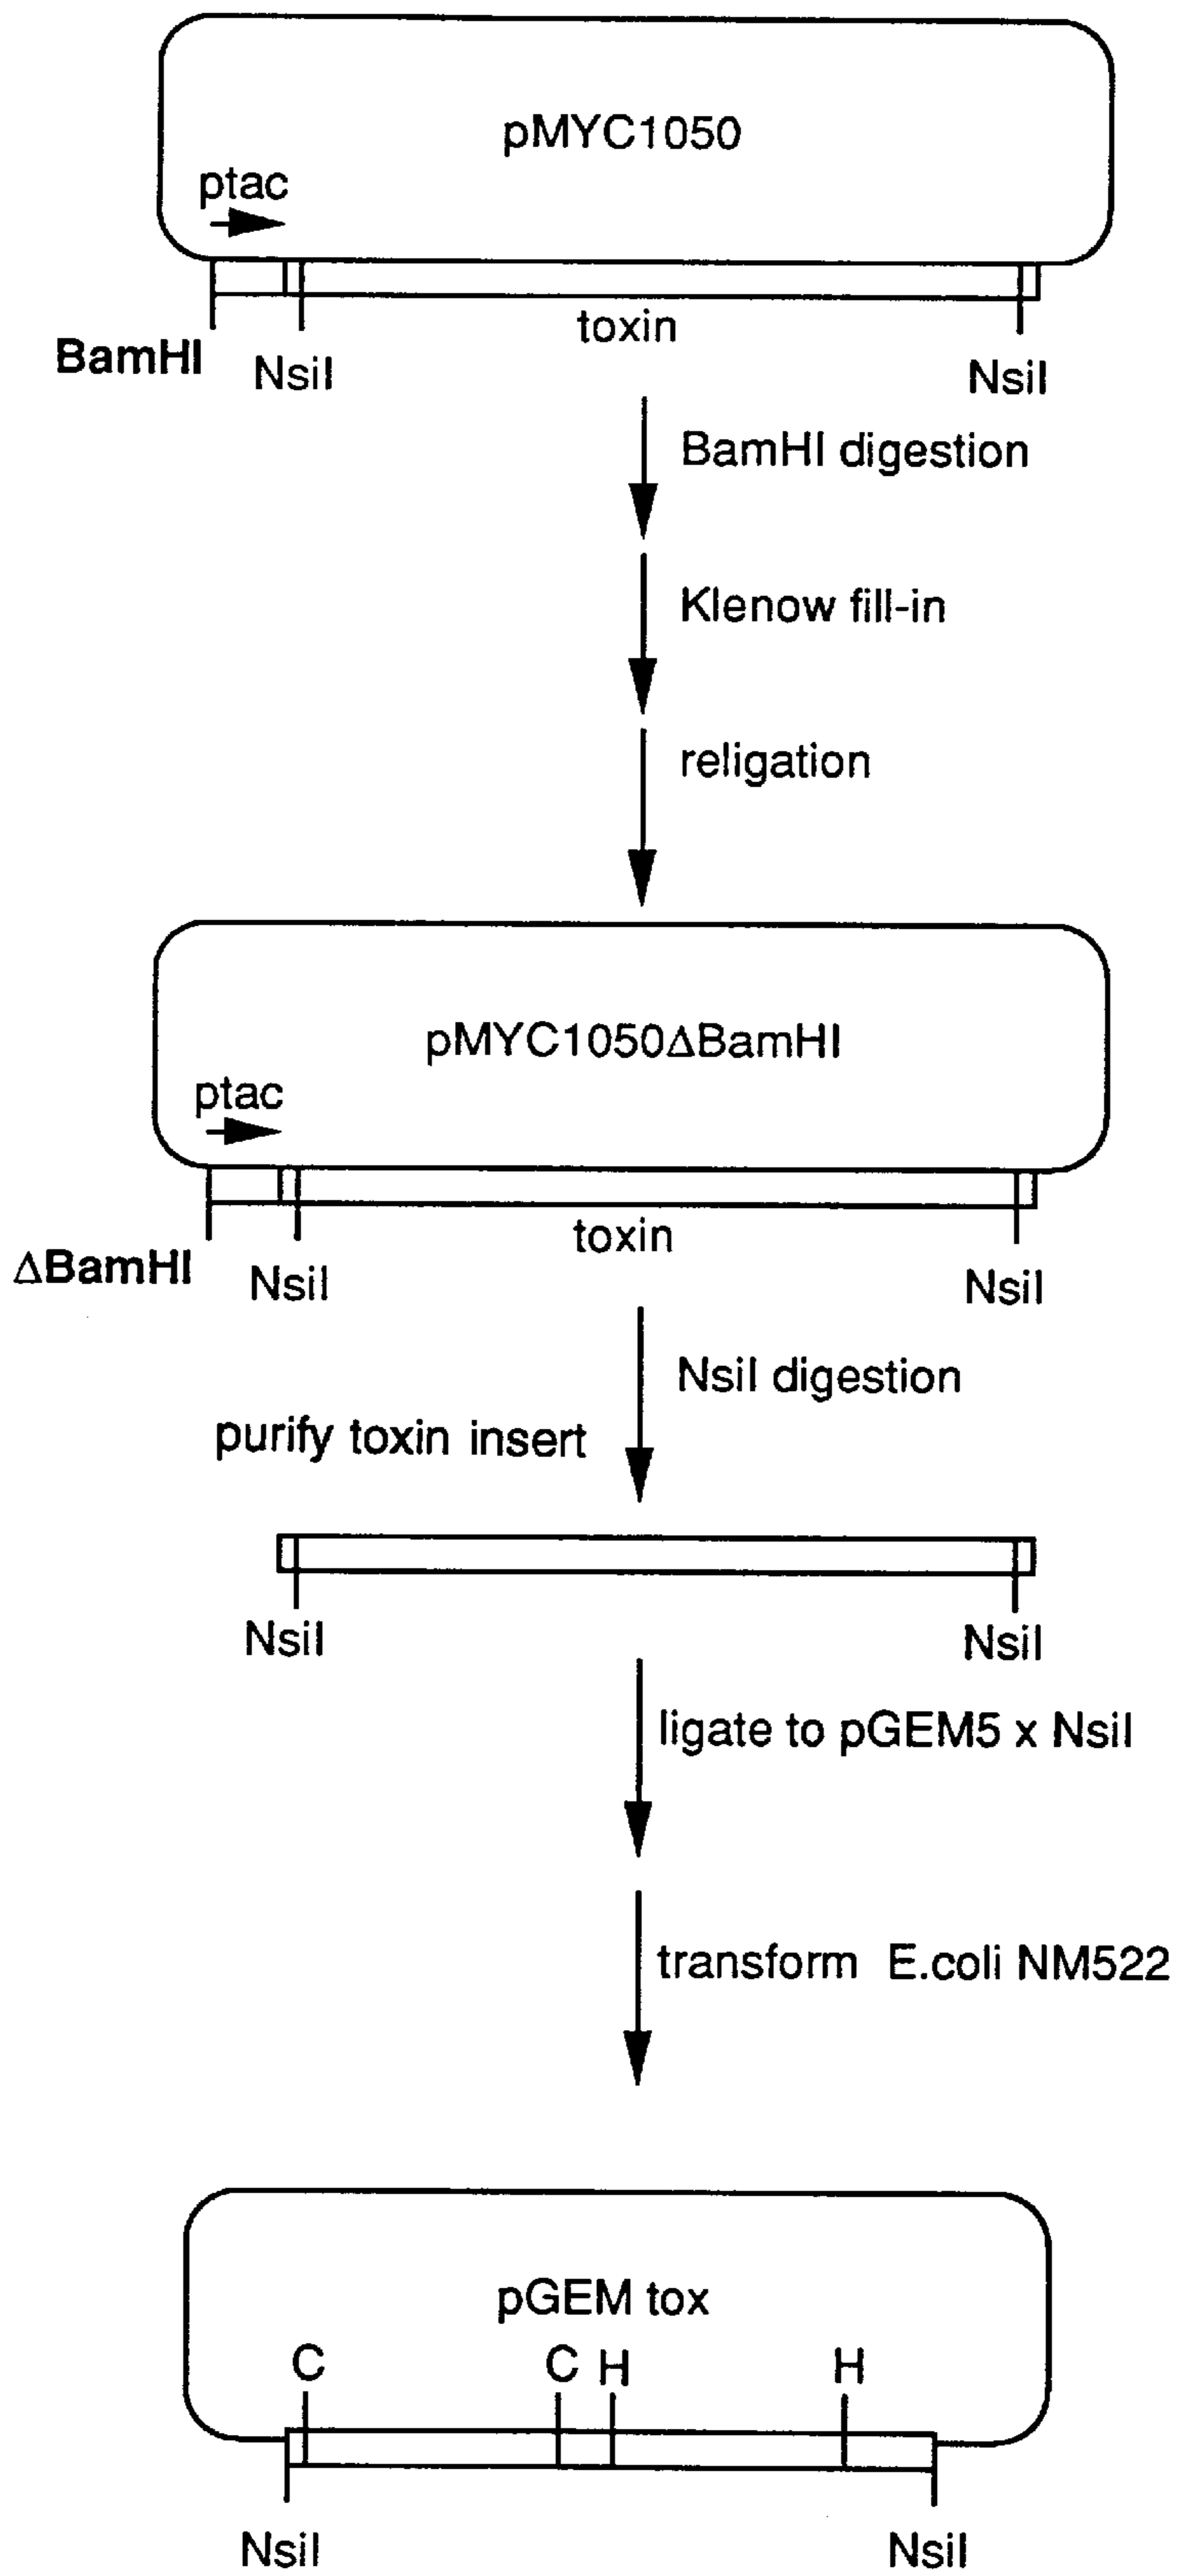 pMYC1050
ptac
toxin
BamHI
NsiI
NsiI
BamHI digestion
Klenow fill-in
religation
pMYC1050ΔBamHI
ptac
toxin
ΔBamHI
NsiI
NsiI
NsiI digestion
purify toxin insert
NsiI
NsiI
ligate to pGEM5 x NsiI
transform E.coli NM522
pGEM tox
C C H H
NsiI NsiI